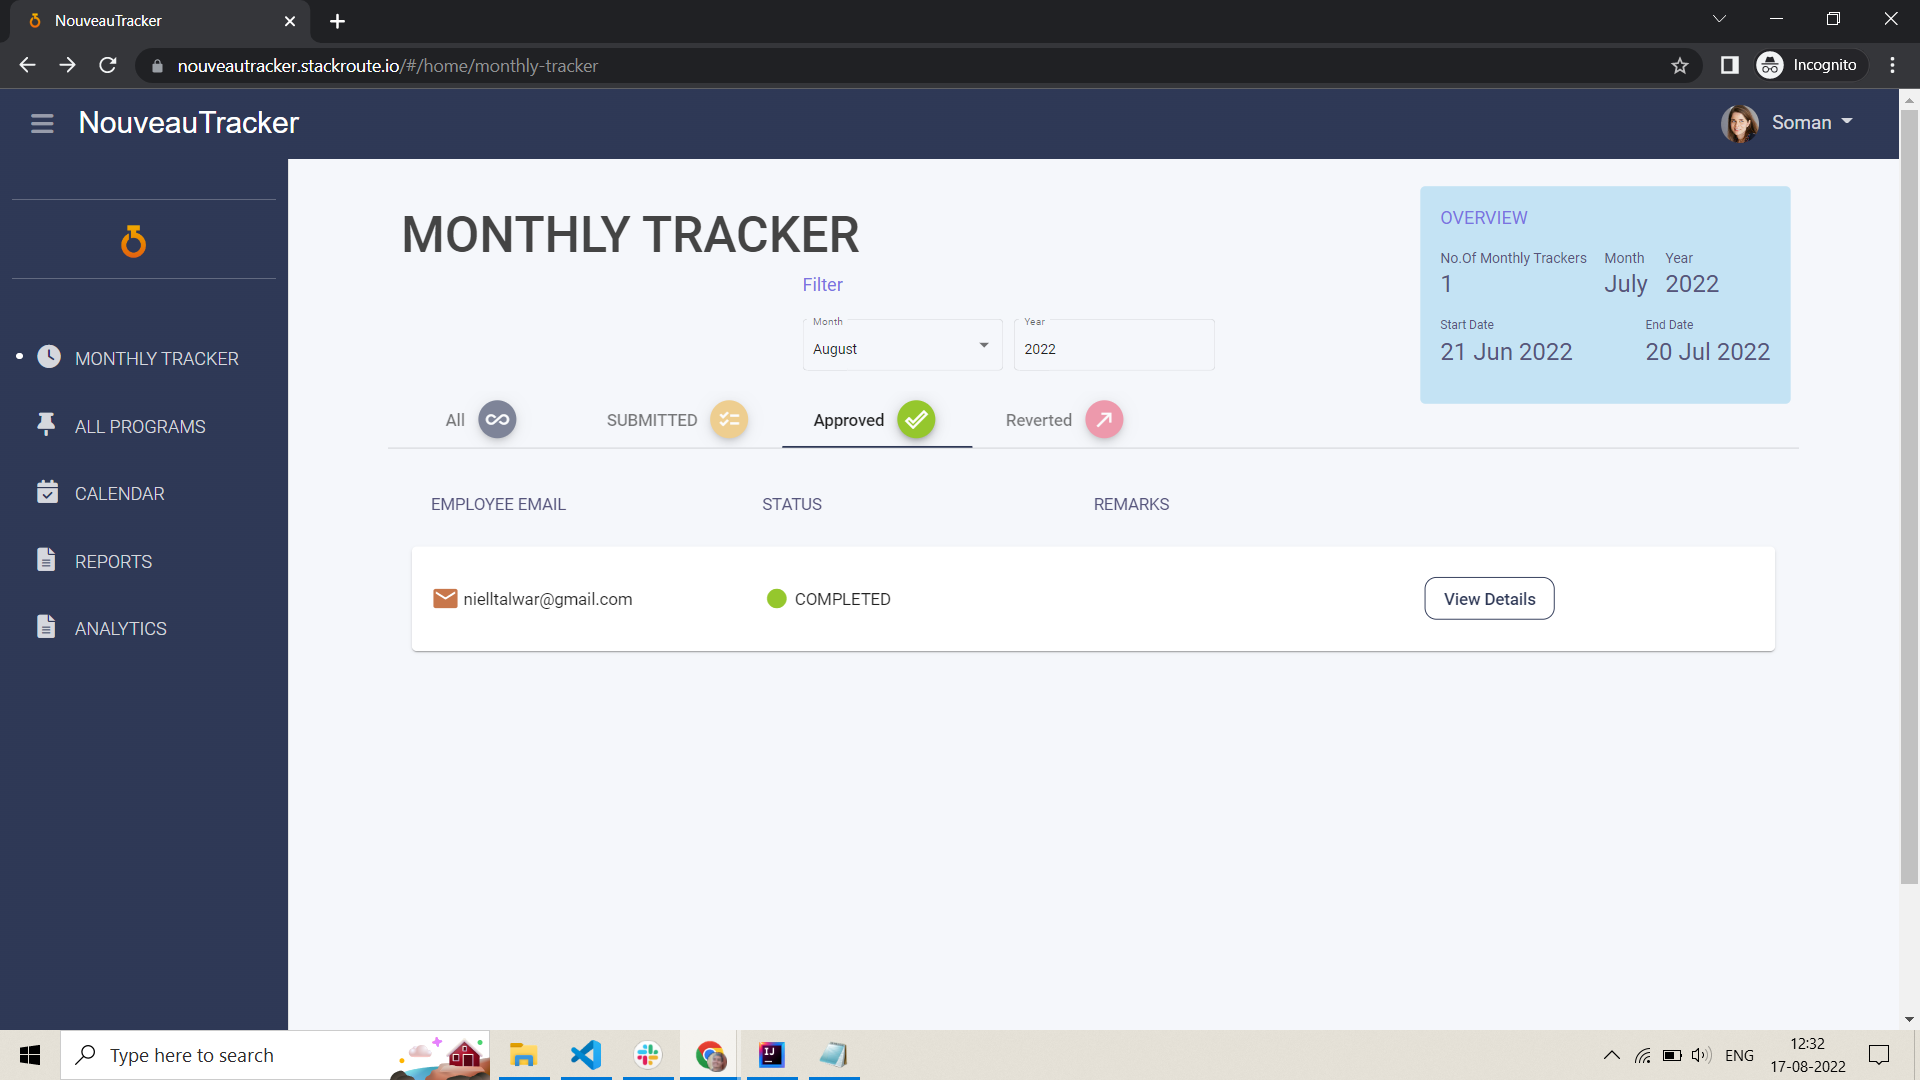 NouveauTracker
nouveautracker.stackroute.io/#/home/monthly-tracker
Incognito
NouveauTracker
Soman
MONTHLY TRACKER
ALL PROGRAMS
CALENDAR
REPORTS
ANALYTICS
MONTHLY TRACKER
Filter
Month
August
Year
2022
OVERVIEW
No.Of Monthly Trackers Month Year
1 July 2022
Start Date End Date
21 Jun 2022 20 Jul 2022
All SUBMITTED Approved Reverted
EMPLOYEE EMAIL STATUS REMARKS
nielltalwar@gmail.com COMPLETED View Details
Type here to search
IJ
ENG
12:32
17-08-2022